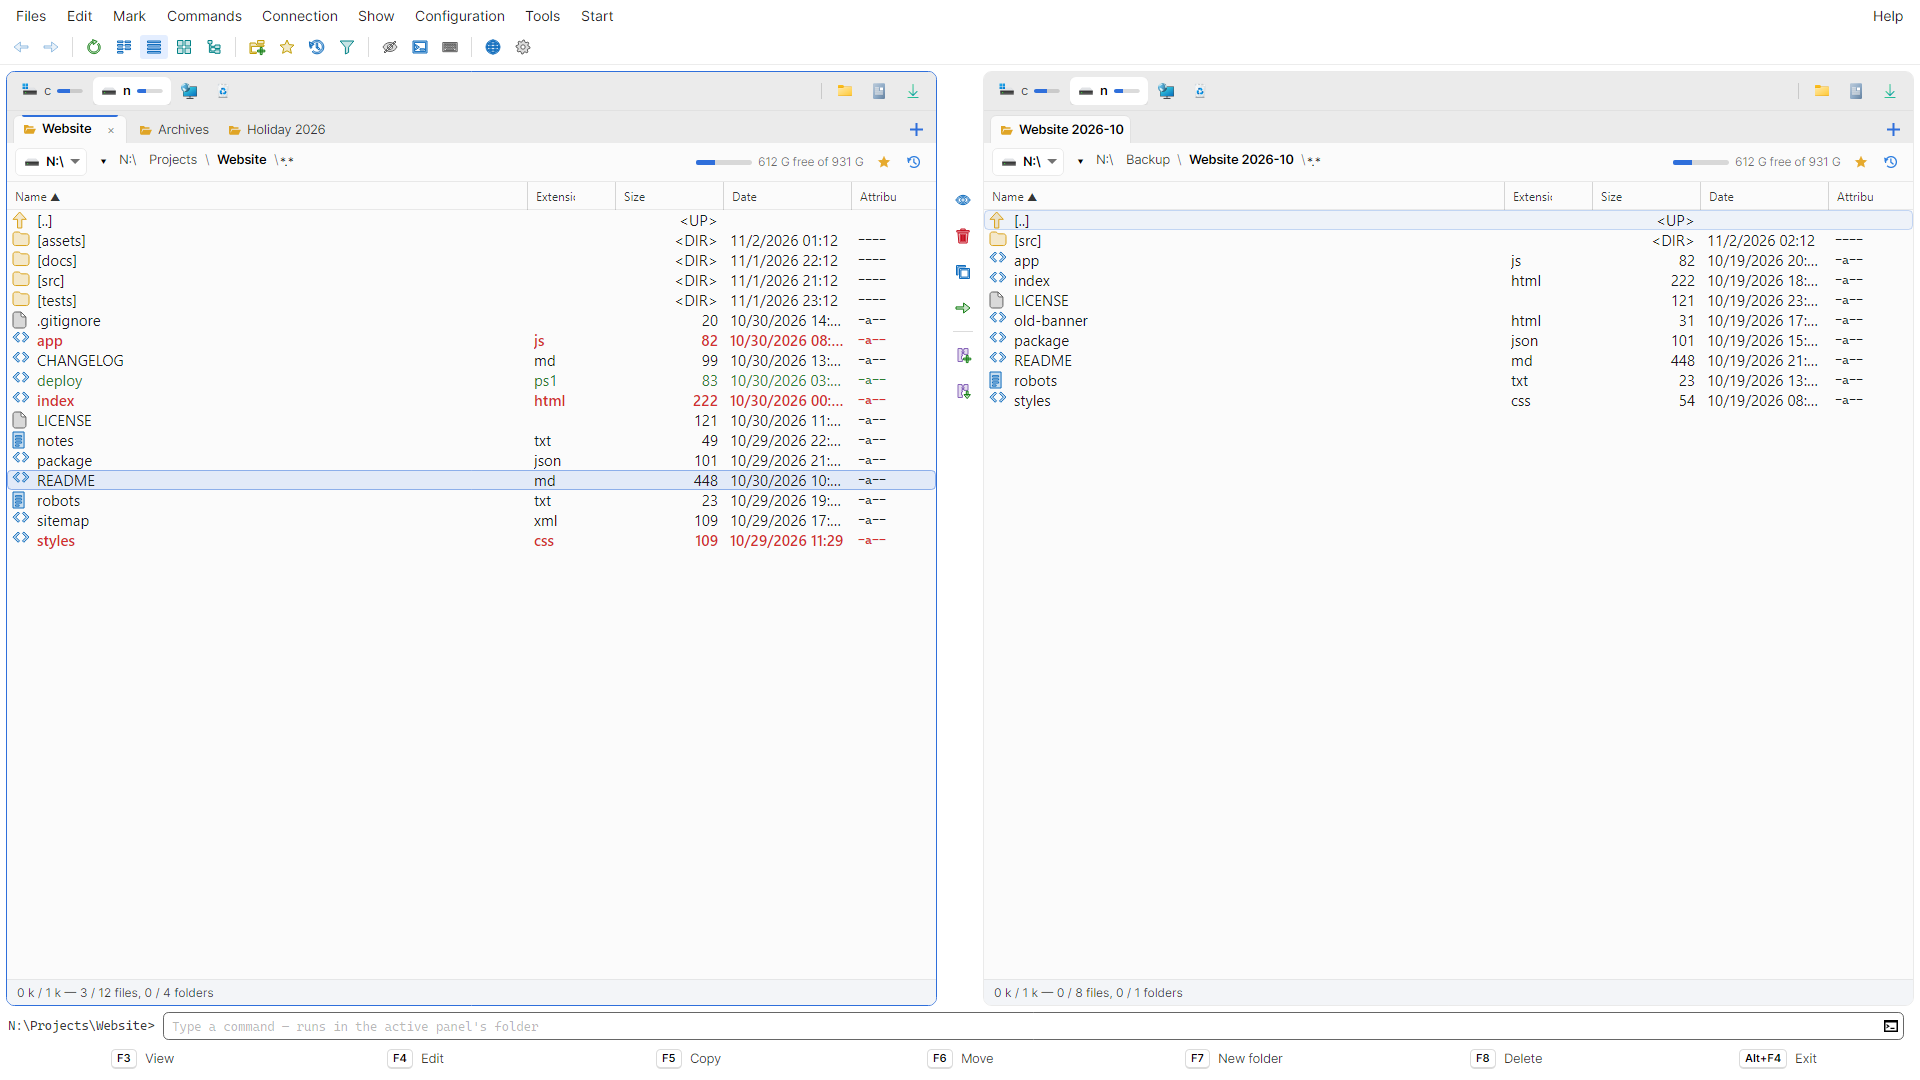 Files Edit Mark Commands Connection Show Configuration Tools Start Help
c n
Website × Archives Holiday 2026 +
N:\ N:\ Projects \ Website \*.* 612 G free of 931 G
Name ▲ Extensi Size Date Attribu
[..] <UP>
[assets] <DIR> 11/2/2026 01:12 ----
[docs] <DIR> 11/1/2026 22:12 ----
[src] <DIR> 11/1/2026 21:12 ----
[tests] <DIR> 11/1/2026 23:12 ----
.gitignore 20 10/30/2026 14:... -a--
app js 82 10/30/2026 08:... -a--
CHANGELOG md 99 10/30/2026 13:... -a--
deploy ps1 83 10/30/2026 03:... -a--
index html 222 10/30/2026 00:... -a--
LICENSE 121 10/30/2026 11:... -a--
notes txt 49 10/29/2026 22:... -a--
package json 101 10/29/2026 21:... -a--
README md 448 10/30/2026 10:... -a--
robots txt 23 10/29/2026 19:... -a--
sitemap xml 109 10/29/2026 17:... -a--
styles css 109 10/29/2026 11:29 -a--
0 k / 1 k — 3 / 12 files, 0 / 4 folders
c n
Website 2026-10 +
N:\ N:\ Backup \ Website 2026-10 \*.* 612 G free of 931 G
Name ▲ Extensi Size Date Attribu
[..] <UP>
[src] <DIR> 11/2/2026 02:12 ----
app js 82 10/19/2026 20:... -a--
index html 222 10/19/2026 18:... -a--
LICENSE 121 10/19/2026 23:... -a--
old-banner html 31 10/19/2026 17:... -a--
package json 101 10/19/2026 15:... -a--
README md 448 10/19/2026 21:... -a--
robots txt 23 10/19/2026 13:... -a--
styles css 54 10/19/2026 08:... -a--
0 k / 1 k — 0 / 8 files, 0 / 1 folders
N:\Projects\Website> Type a command — runs in the active panel's folder
F3 View F4 Edit F5 Copy F6 Move F7 New folder F8 Delete Alt+F4 Exit